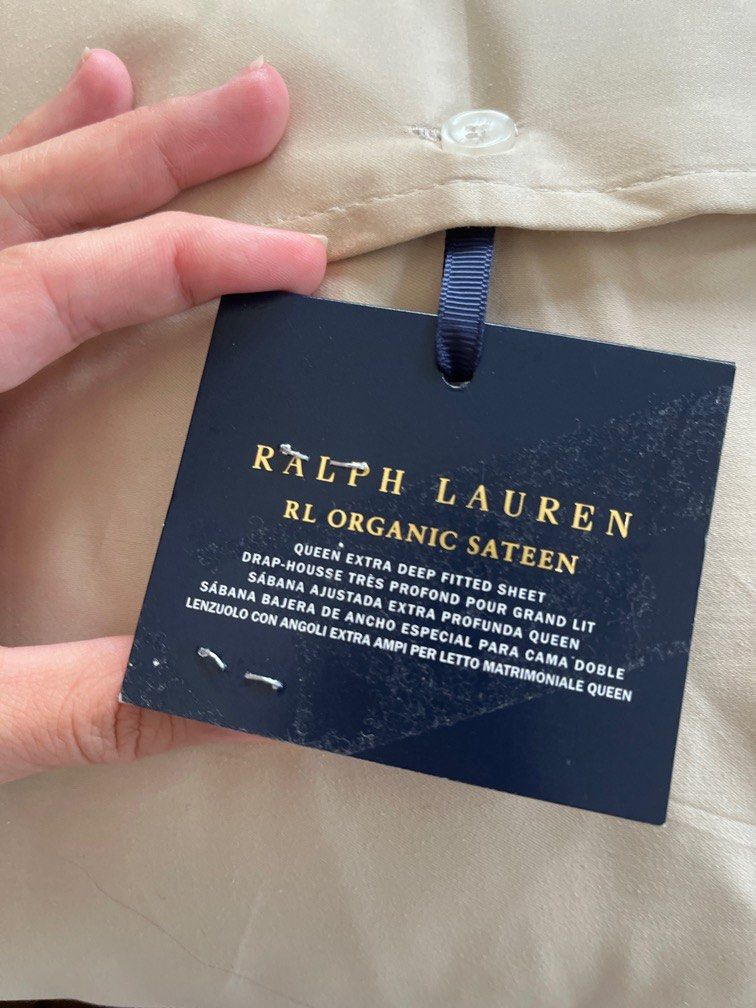 RALPH LAUREN
RL ORGANIC SATEEN
QUEEN EXTRA DEEP FITTED SHEET
DRAP-HOUSSE TRÈS PROFOND POUR GRAND LIT
SÁBANA AJUSTADA EXTRA PROFUNDA QUEEN
SÁBANA BAJERA DE ANCHO ESPECIAL PARA CAMA DOBLE
LENZUOLO CON ANGOLI EXTRA AMPI PER LETTO MATRIMONIALE QUEEN